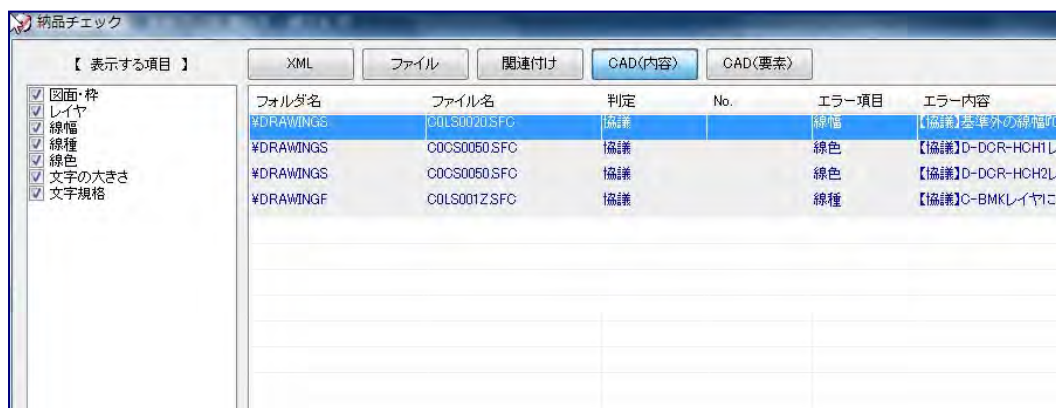 納品チェック
【 表示する項目 】
XML ファイル 関連付け CAD(内容) CAD(要素)
図面・枠
レイヤ
線幅
線種
線色
文字の大きさ
文字規格
フォルダ名 ファイル名 判定 No. エラー項目 エラー内容
¥DRAWINGS C0LS0020.SFC 協議 線幅 【協議】基準外の線幅
¥DRAWINGS C0CS0050.SFC 協議 線色 【協議】D-DCR-HCH1レ
¥DRAWINGS C0CS0050.SFC 協議 線色 【協議】D-DCR-HCH2レ
¥DRAWINGF C0LS001Z.SFC 協議 線種 【協議】C-BMKレイヤに